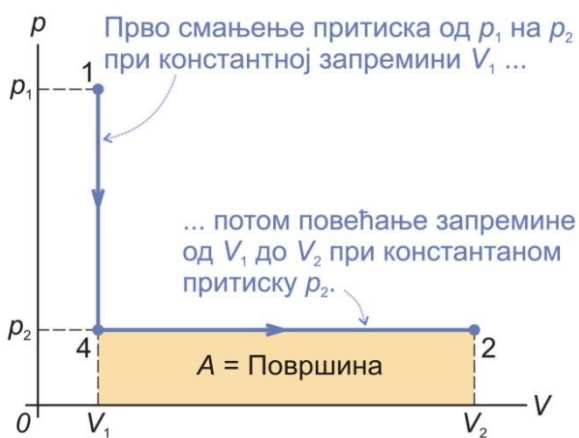 p
Прво смањење притиска од p₁ на p₂
при константној запремини V₁ ...
1
p₁
... потом повећање запремине
од V₁ до V₂ при константаном
притиску p₂.
p₂
4
2
A = Површина
0
V₁
V₂
V